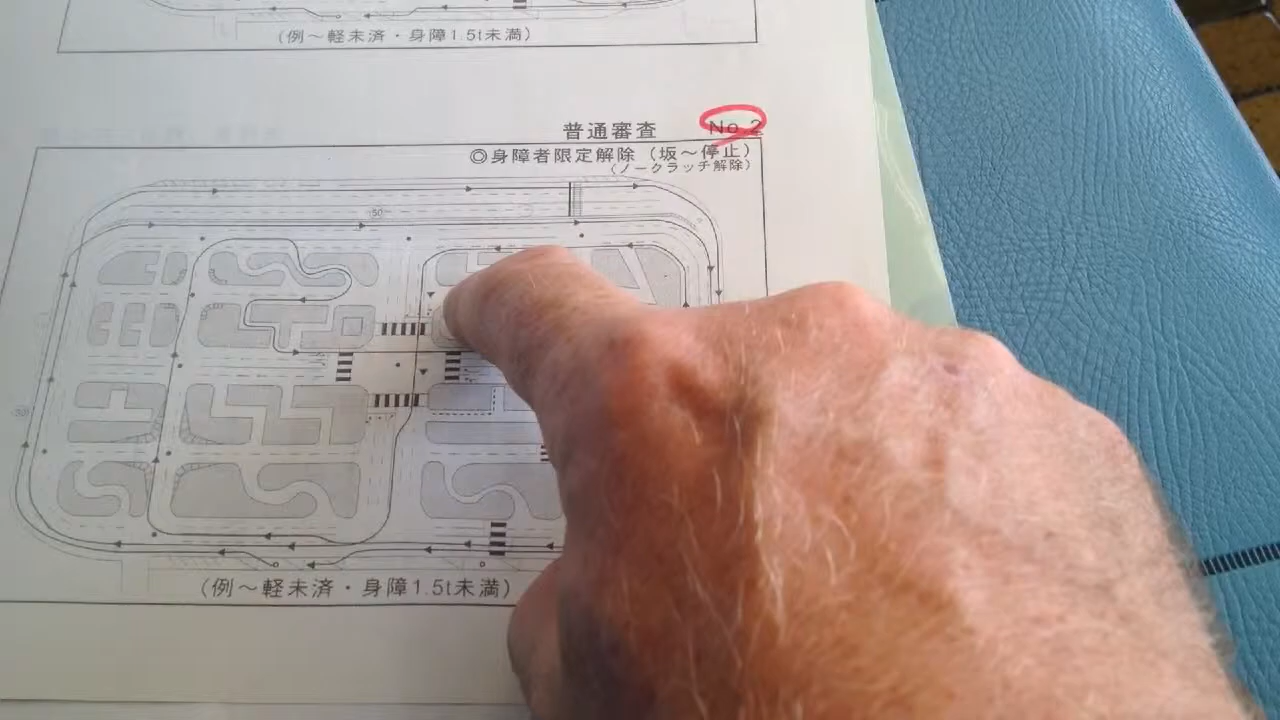 (例～軽未済・身障1.5t未満)
普通審査 No.2
◎身障者限定解除（坂～停止）
（ノークラッチ解除）
50
(例～軽未済・身障1.5t未満)